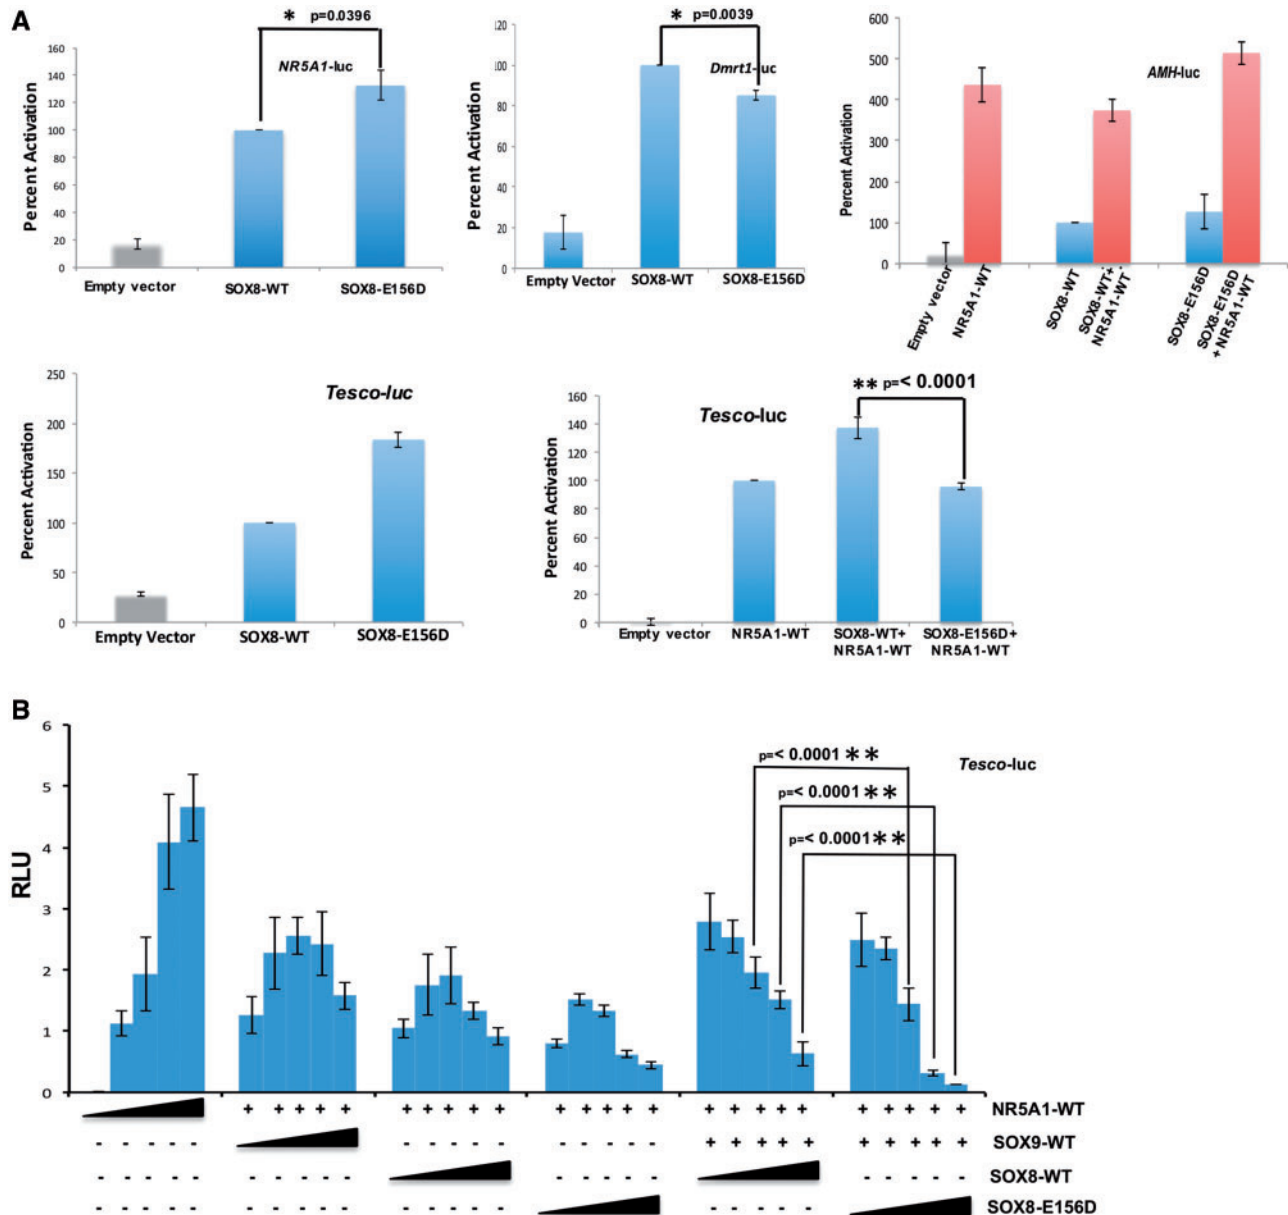 A
* p=0.0396
NR5A1-luc
Percent Activation
160
140
120
100
80
60
40
20
0
Empty vector
SOX8-WT
SOX8-E156D
* p=0.0039
Dmrt1-luc
Percent Activation
120
100
80
60
40
20
0
Empty Vector
SOX8-WT
SOX8-E156D
AMH-luc
Percent Activation
600
500
400
300
200
100
0
Empty vector
NR5A1-WT
SOX8-WT
SOX8-WT+
NR5A1-WT
SOX8-E156D
SOX8-E156D
+ NR5A1-WT
Tesco-luc
Percent Activation
250
200
150
100
50
0
Empty Vector
SOX8-WT
SOX8-E156D
** p=< 0.0001
Tesco-luc
Percent Activation
160
140
120
100
80
60
40
20
0
Empty vector
NR5A1-WT
SOX8-WT+
NR5A1-WT
SOX8-E156D+
NR5A1-WT
B
RLU
6
5
4
3
2
1
0
p=< 0.0001 **
p=< 0.0001 **
p=< 0.0001 **
Tesco-luc
+ + + + + + + + + + + + + + + + + + + + + + + + + NR5A1-WT
- - - - - - - - - - - - - - - + + + + + + + + + + SOX9-WT
- - - - - - - - - - - - - - - - - - - - SOX8-WT
- - - - - - - - - - - - - - - - - - - - SOX8-E156D